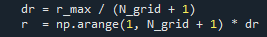 dr = r_max / (N_grid + 1)
r  = np.arange(1, N_grid + 1) * dr